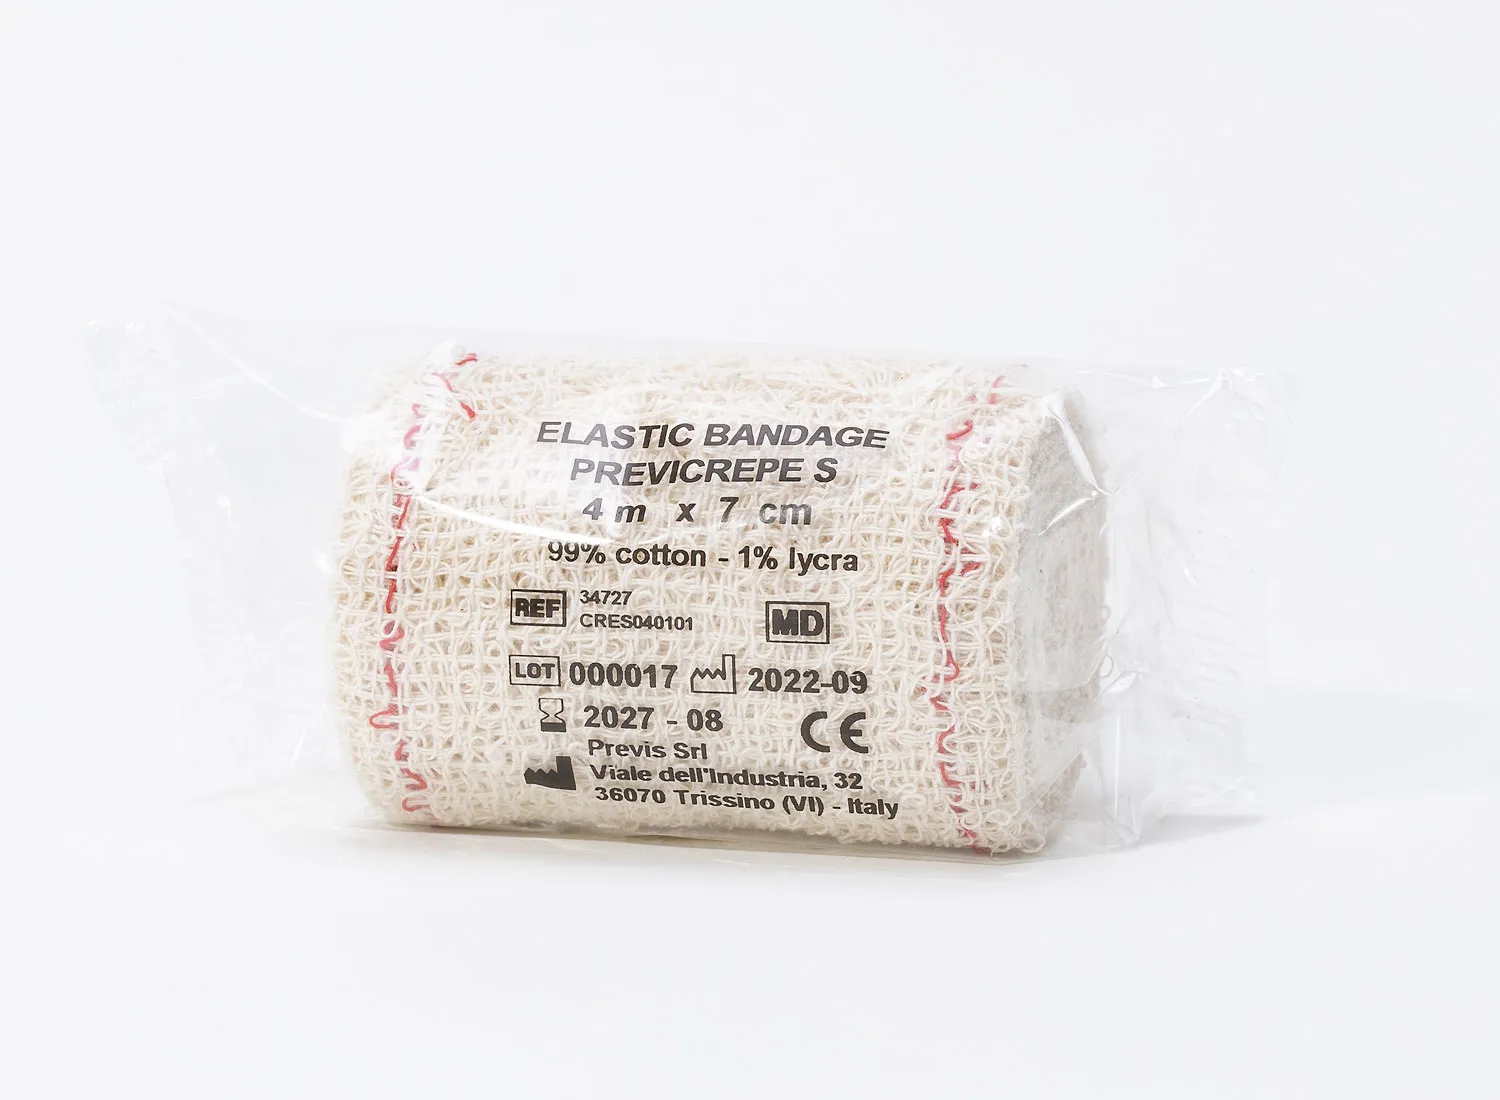 ELASTIC BANDAGE
PREVICREPE S
4 m x 7 cm
99% cotton - 1% lycra
REF 34727
CRES040101
MD
LOT 000017 2022-09
2027 - 08
CE
Previs Srl
Viale dell'Industria, 32
36070 Trissino (VI) - Italy